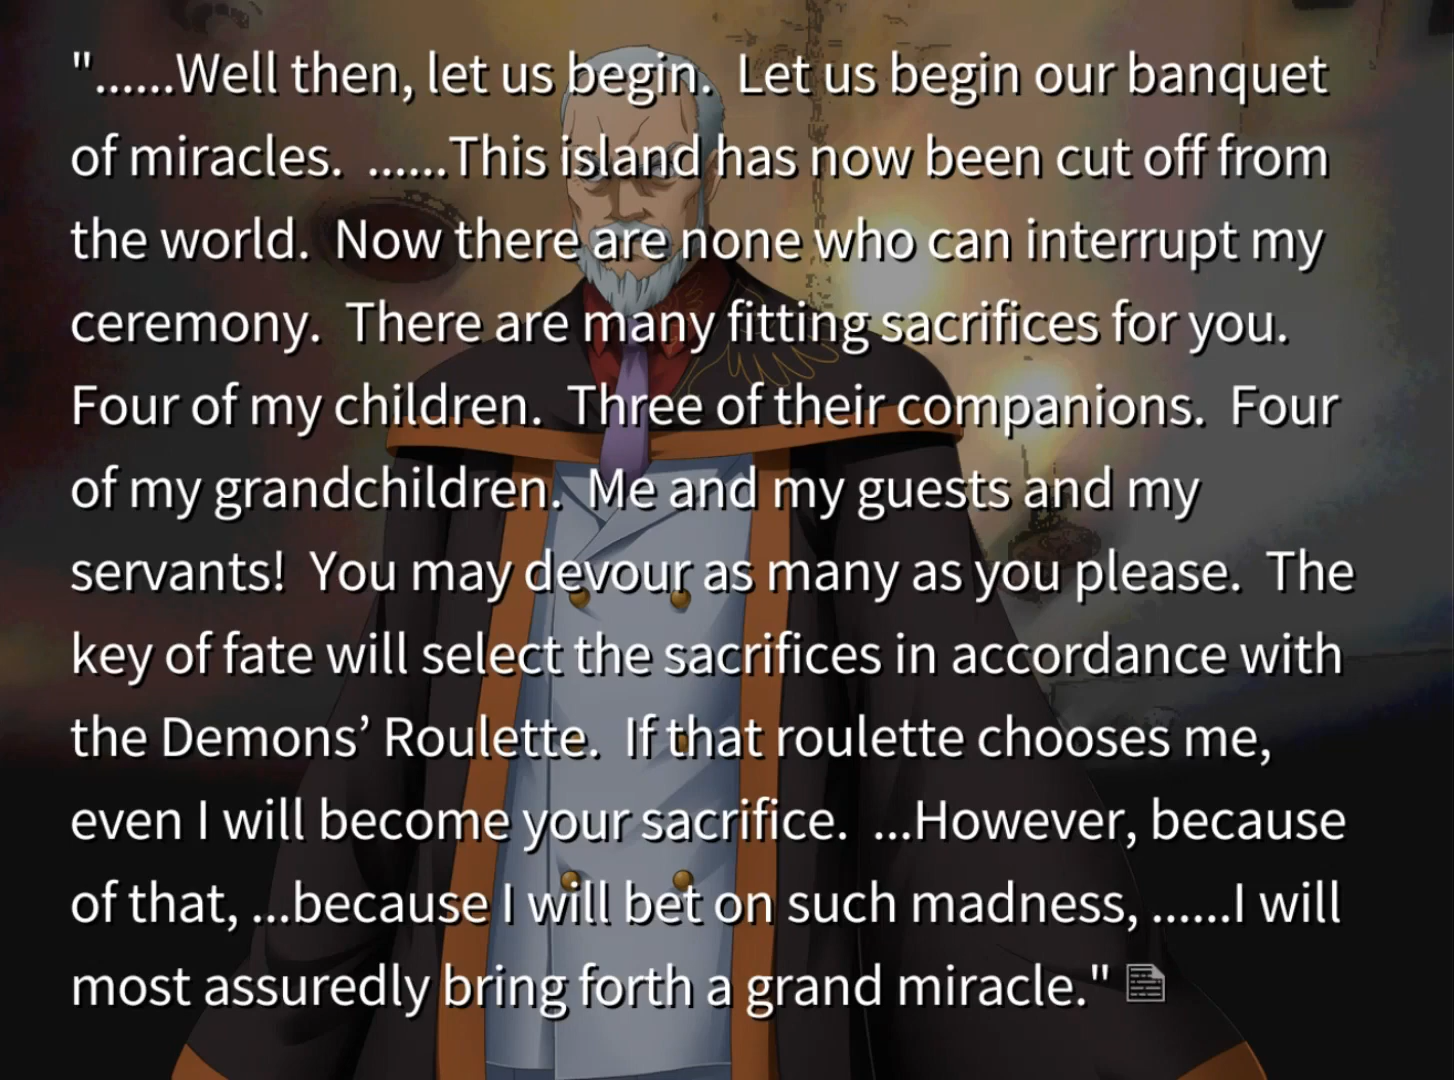 "......Well then, let us begin.  Let us begin our banquet
of miracles.  ......This island has now been cut off from
the world.  Now there are none who can interrupt my
ceremony.  There are many fitting sacrifices for you.
Four of my children.  Three of their companions.  Four
of my grandchildren.  Me and my guests and my
servants!  You may devour as many as you please.  The
key of fate will select the sacrifices in accordance with
the Demons’ Roulette.  If that roulette chooses me,
even I will become your sacrifice.  ...However, because
of that, ...because I will bet on such madness, ......I will
most assuredly bring forth a grand miracle."